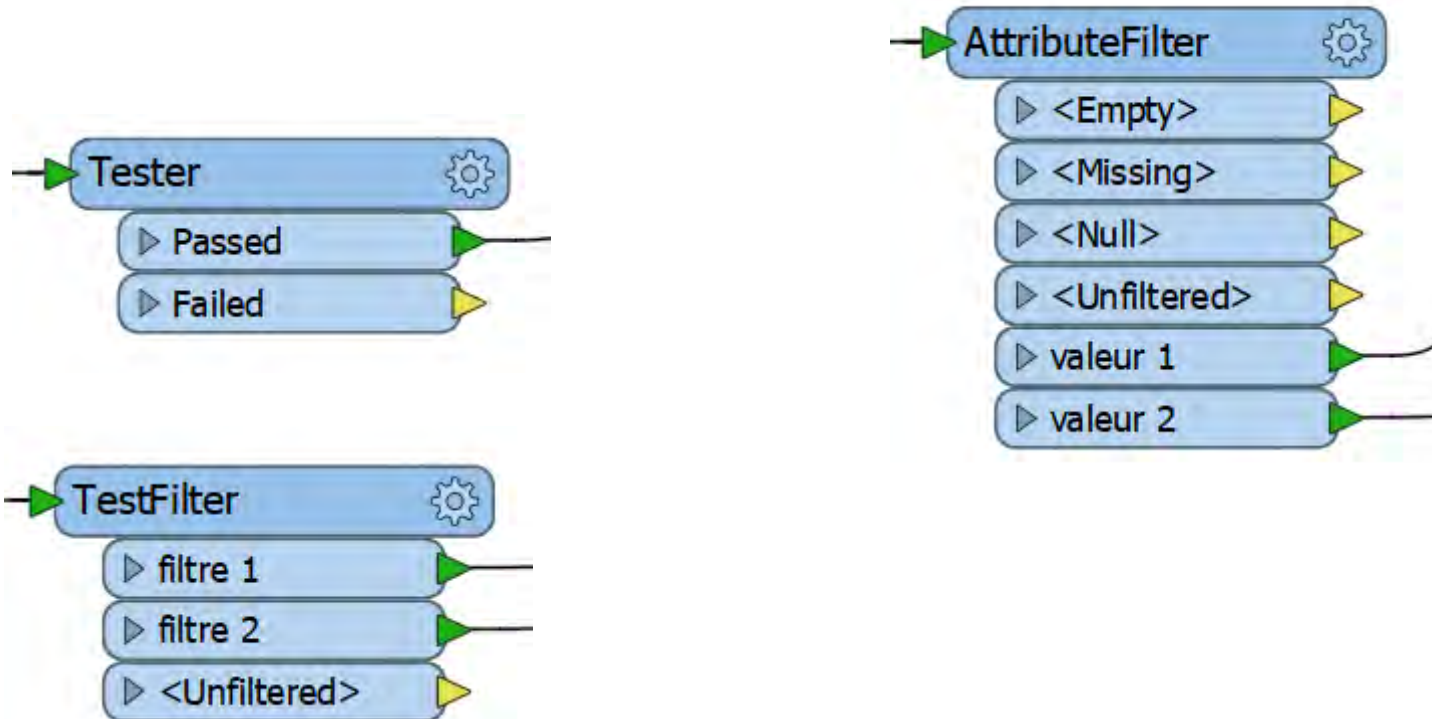 Tester
Passed
Failed
TestFilter
filtre 1
filtre 2
<Unfiltered>
AttributeFilter
<Empty>
<Missing>
<Null>
<Unfiltered>
valeur 1
valeur 2